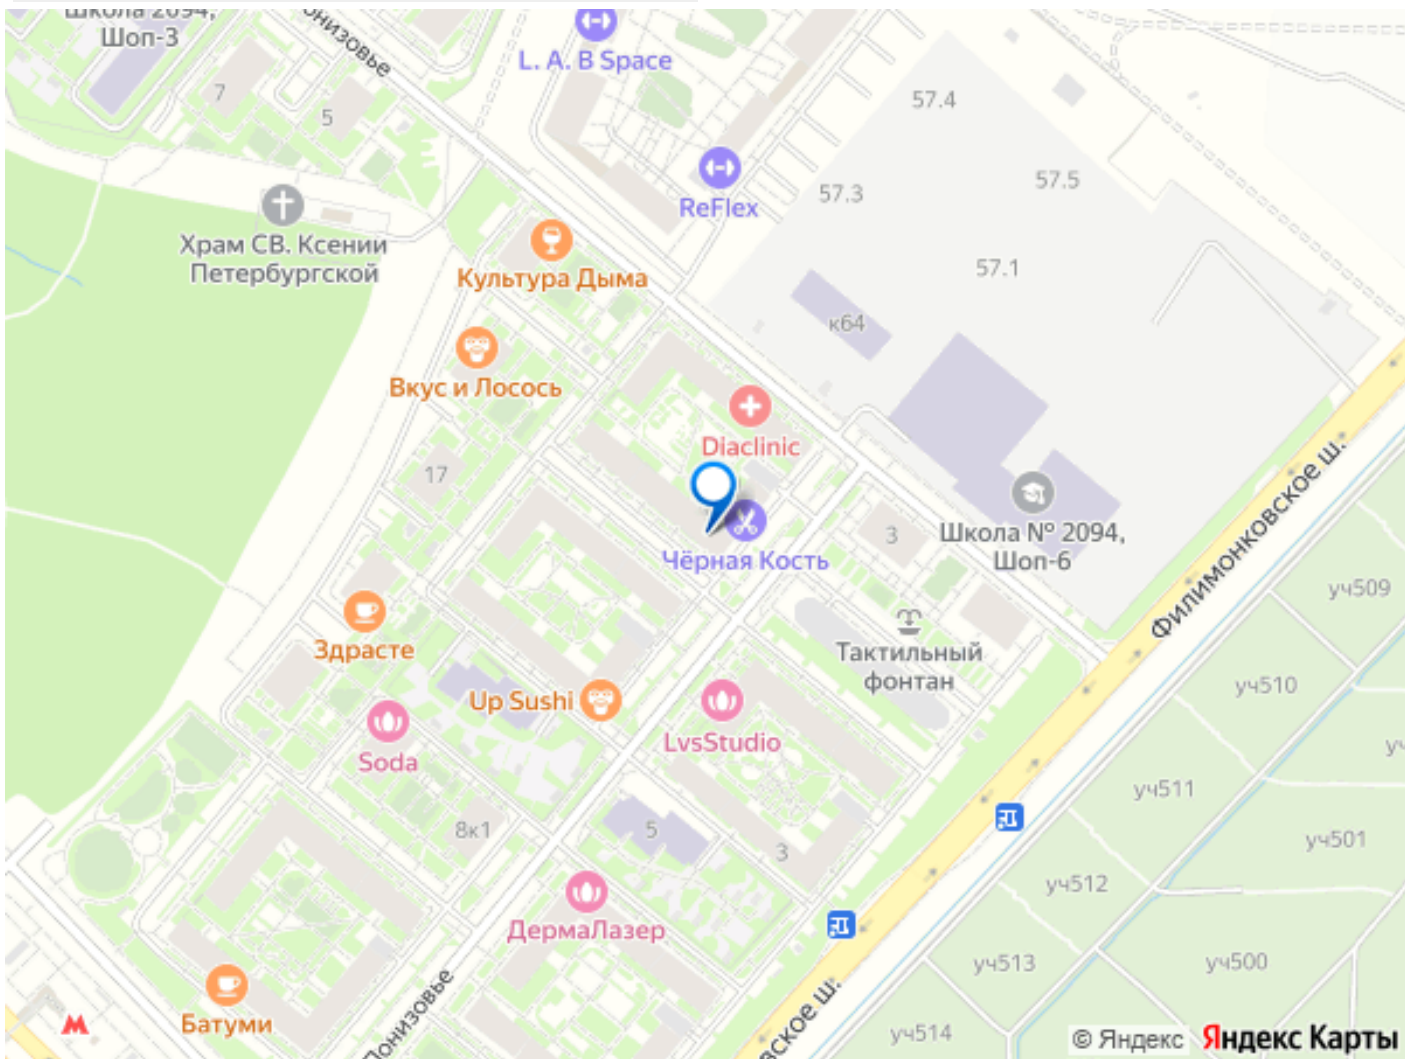 Школа 2094,
Шоп-3
Понизовье
L. A. B Space
7
5
57.4
57.5
57.3
ReFlex
Храм СВ. Ксении
Петербургской
Культура Дыма
57.1
к64
Вкус и Лосось
Diaclinic
17
Чёрная Кость
3
Школа № 2094,
Шоп-6
Филимонковское ш.
уч509
Здрасте
Тактильный
фонтан
уч510
Up Sushi
LvsStudio
Soda
уч511
8к1
5
3
уч501
уч512
ДермаЛазер
уч513
уч500
Батуми
Понизовье
вское ш.
уч514
© Яндекс
Яндекс Карты